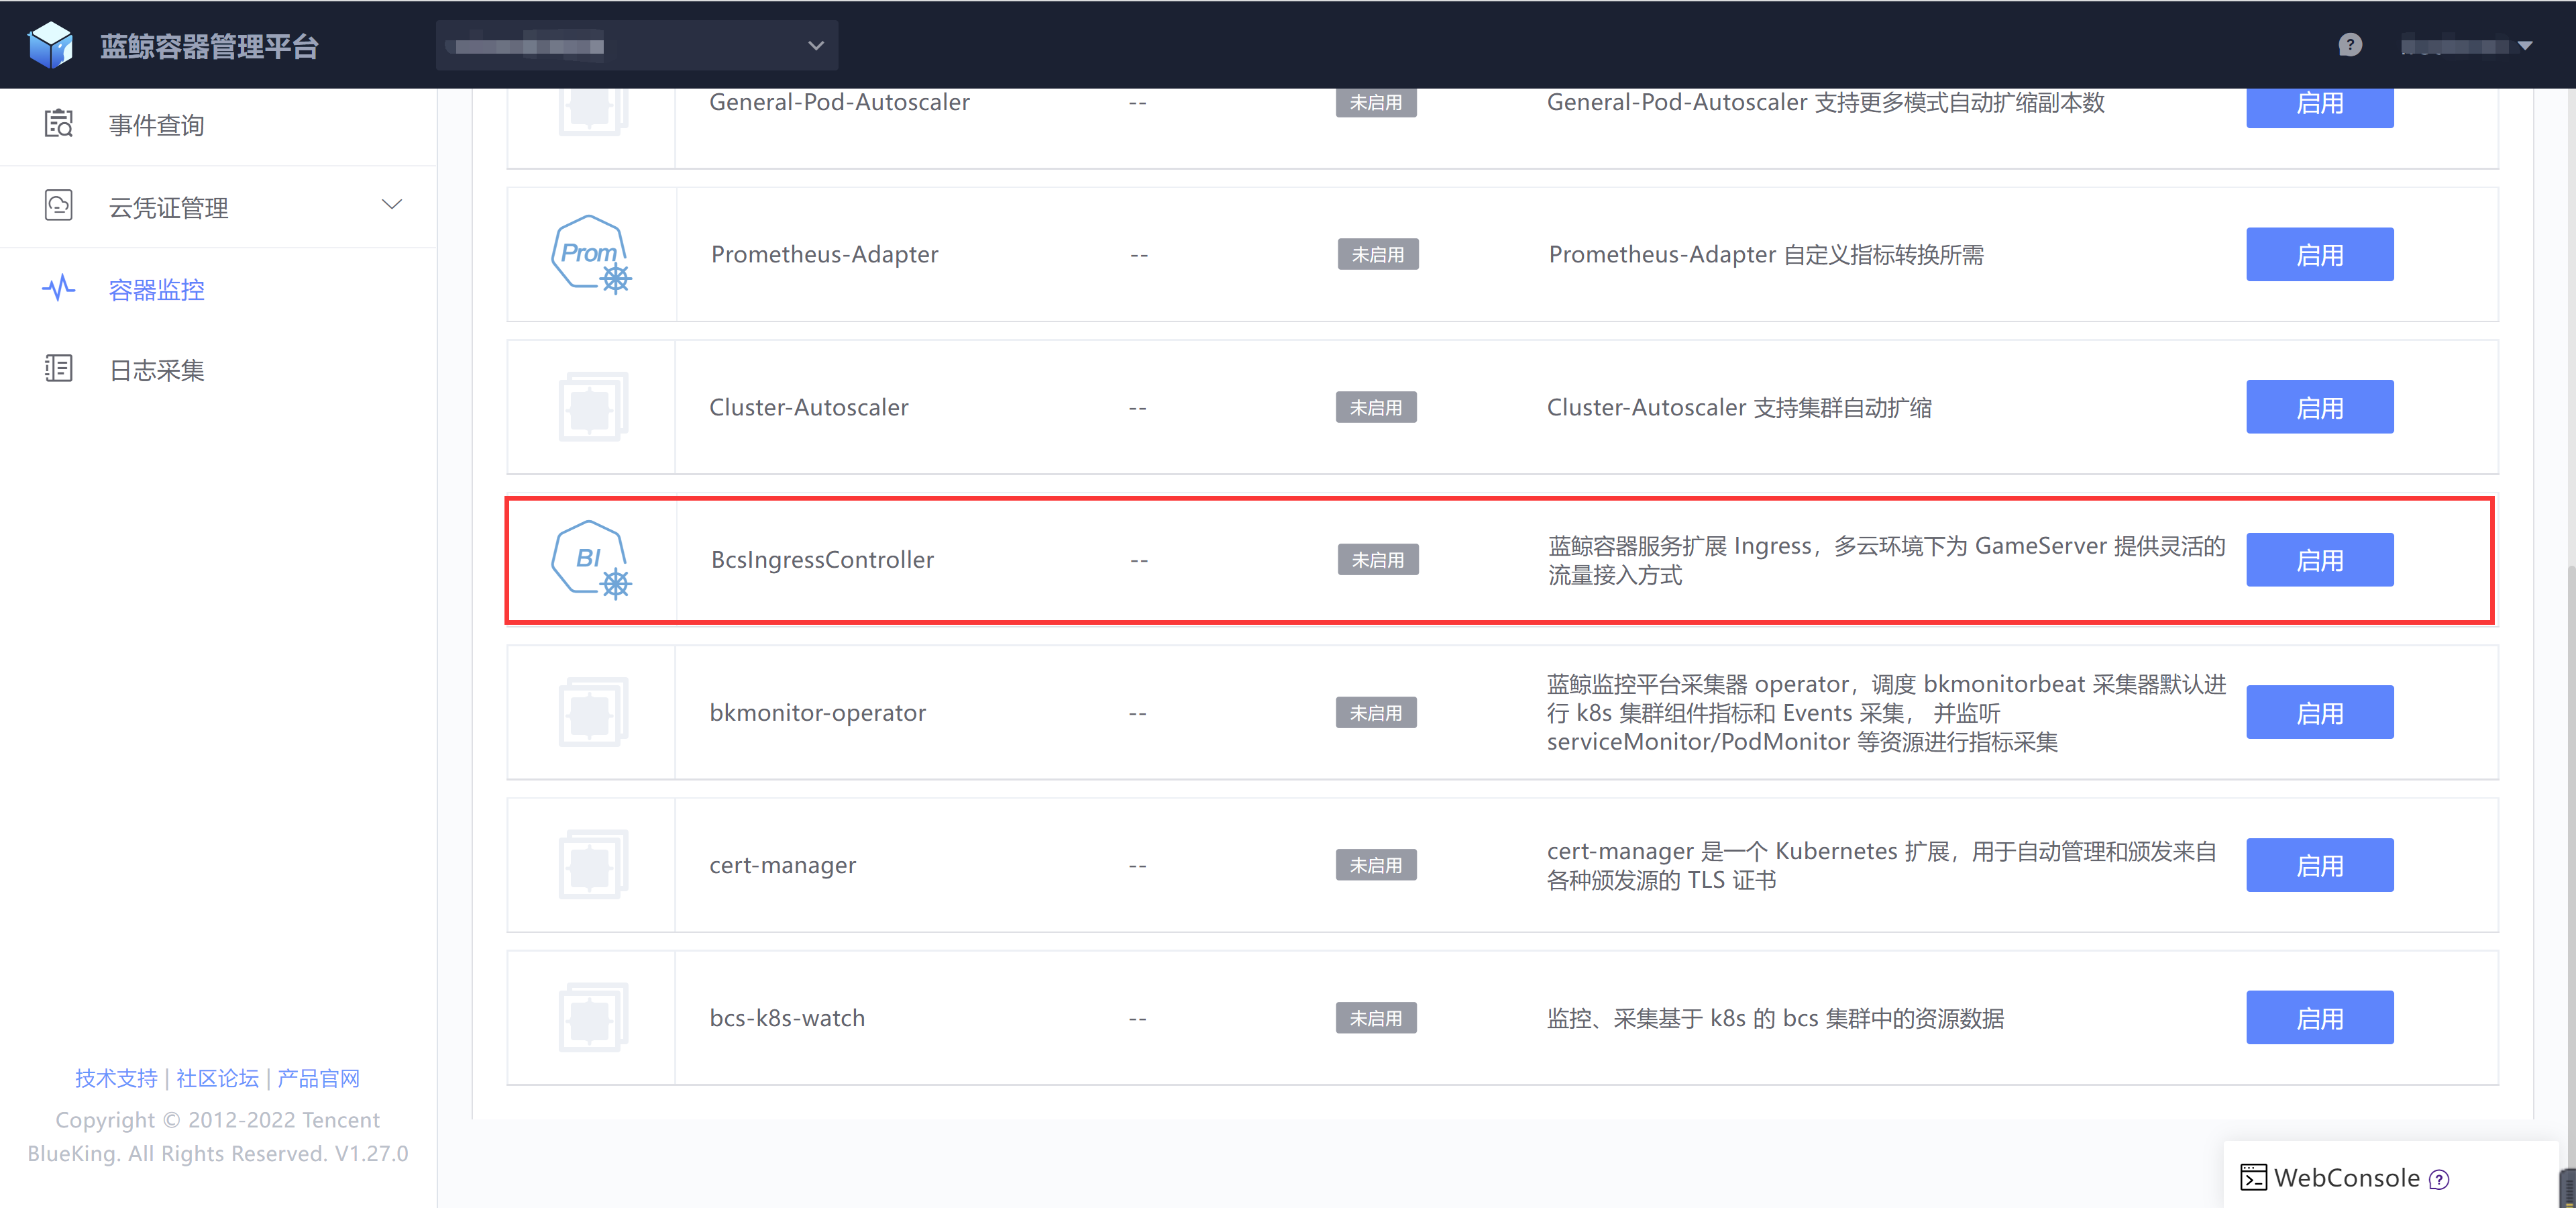 蓝鲸容器管理平台
事件查询
云凭证管理
容器监控
日志采集
技术支持 | 社区论坛 | 产品官网
Copyright © 2012-2022 Tencent
BlueKing. All Rights Reserved. V1.27.0
General-Pod-Autoscaler -- 未启用 General-Pod-Autoscaler 支持更多模式自动扩缩副本数 启用
Prom
Prometheus-Adapter -- 未启用 Prometheus-Adapter 自定义指标转换所需 启用
Cluster-Autoscaler -- 未启用 Cluster-Autoscaler 支持集群自动扩缩 启用
BI
BcsIngressController -- 未启用 蓝鲸容器服务扩展 Ingress，多云环境下为 GameServer 提供灵活的
流量接入方式
启用
bkmonitor-operator -- 未启用 蓝鲸监控平台采集器 operator，调度 bkmonitorbeat 采集器默认进
行 k8s 集群组件指标和 Events 采集， 并监听
serviceMonitor/PodMonitor 等资源进行指标采集
启用
cert-manager -- 未启用 cert-manager 是一个 Kubernetes 扩展，用于自动管理和颁发来自
各种颁发源的 TLS 证书
启用
bcs-k8s-watch -- 未启用 监控、采集基于 k8s 的 bcs 集群中的资源数据 启用
WebConsole